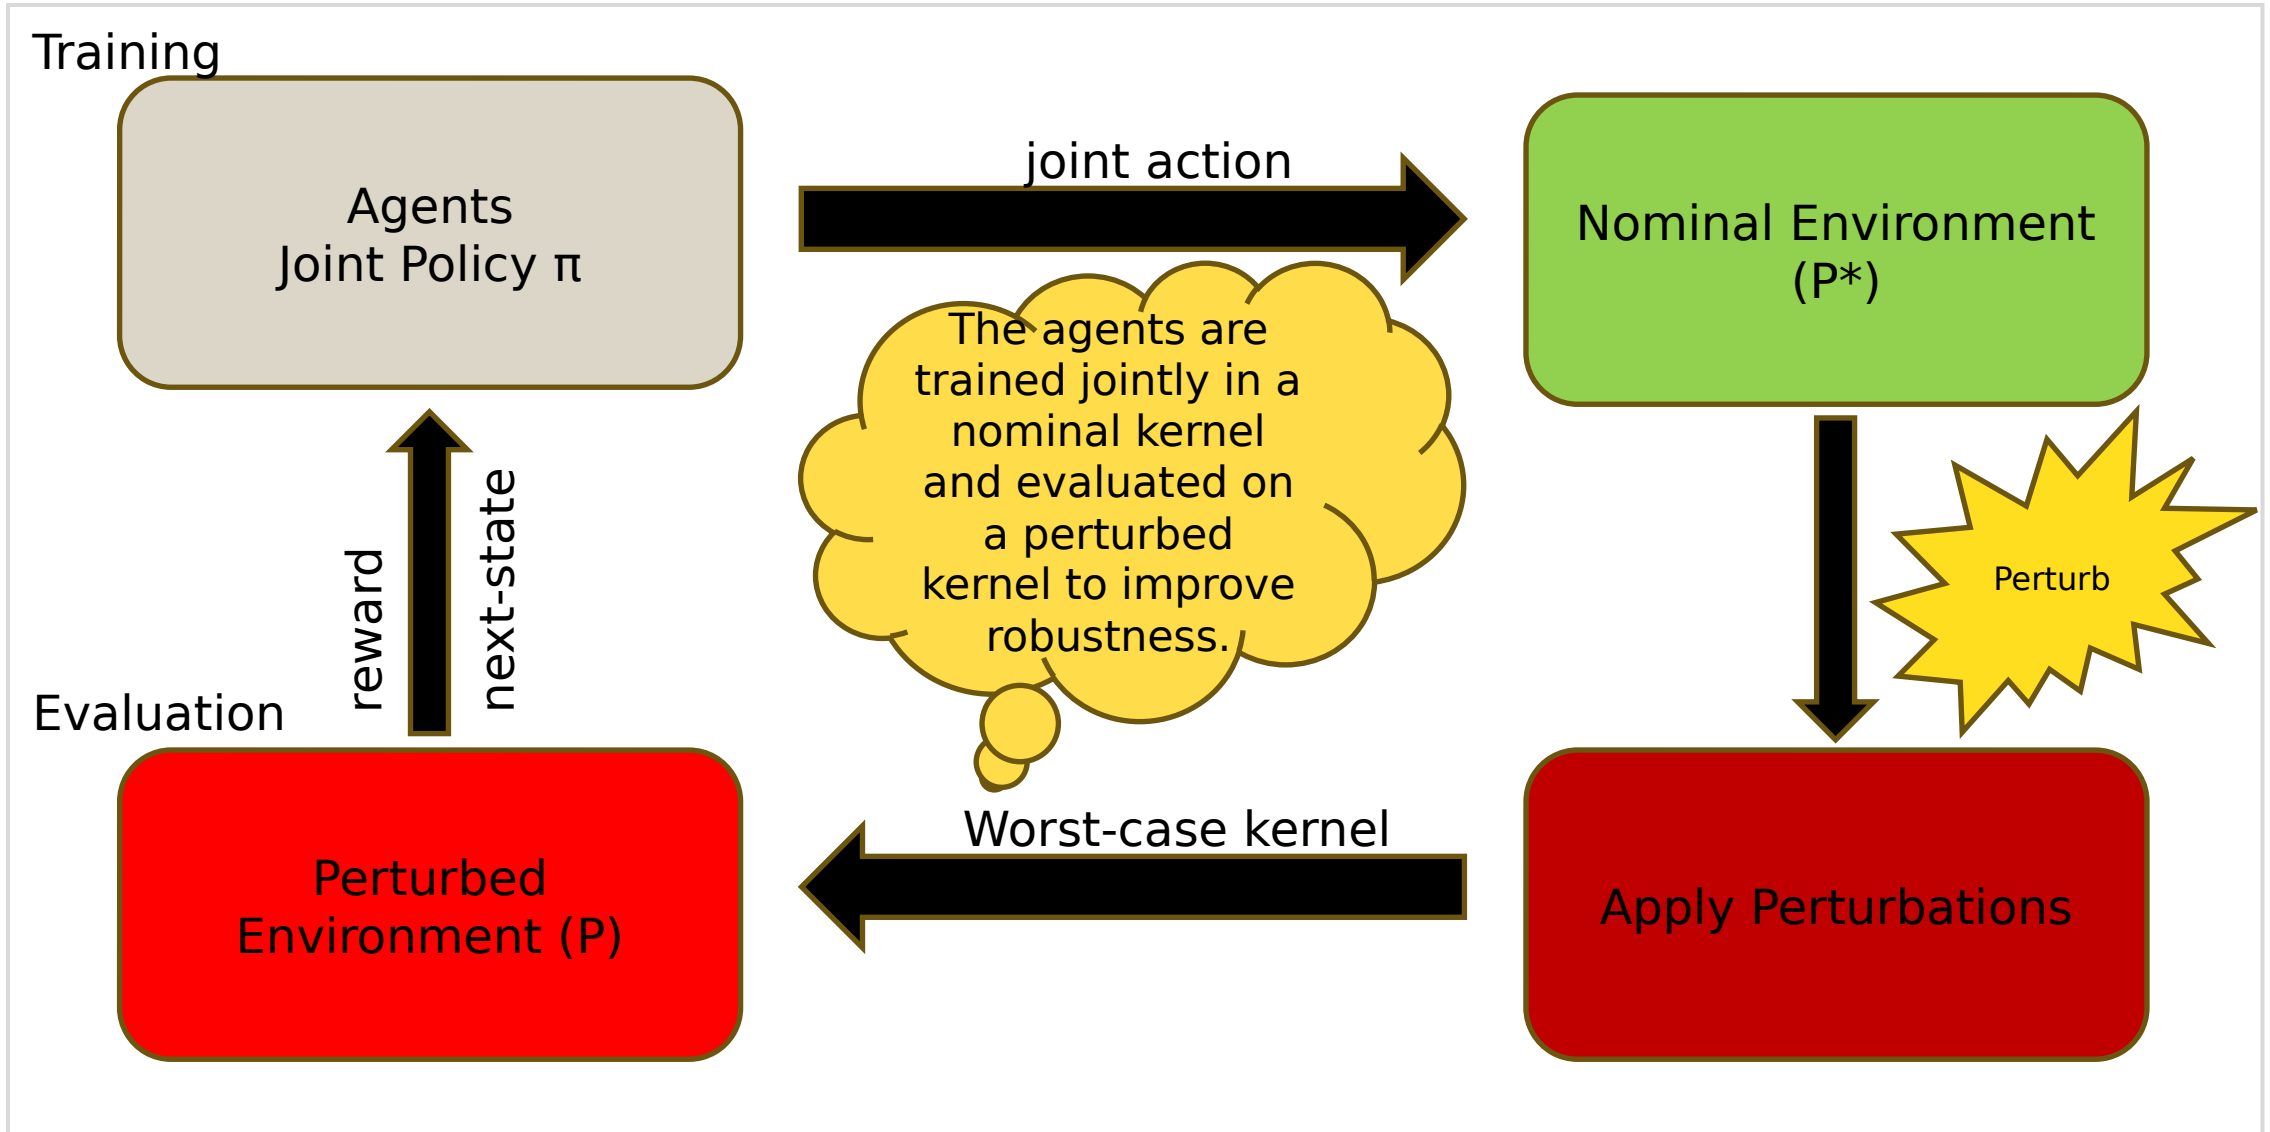 Training
Agents
Joint Policy π
joint action
Nominal Environment
(P*)
The agents are
trained jointly in a
nominal kernel
and evaluated on
a perturbed
kernel to improve
robustness.
reward
next-state
Perturb
Evaluation
Perturbed
Environment (P)
Worst-case kernel
Apply Perturbations